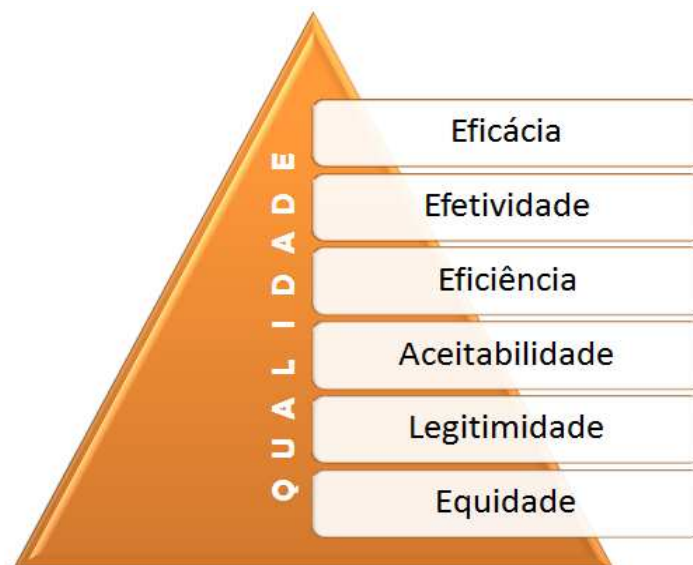 QUALIDADE
Eficácia
Efetividade
Eficiência
Aceitabilidade
Legitimidade
Equidade